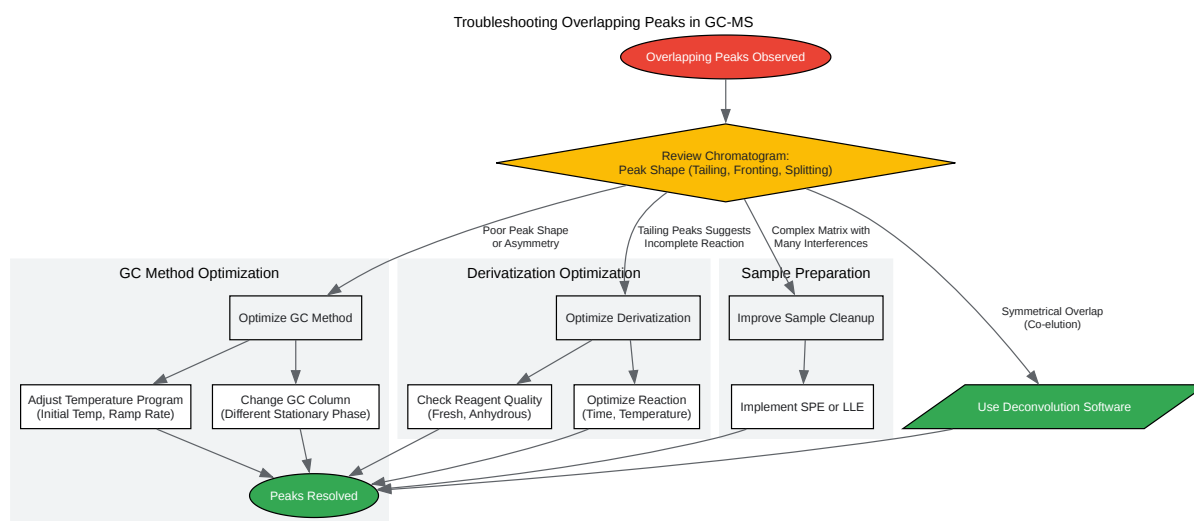 Troubleshooting Overlapping Peaks in GC-MS
Overlapping Peaks Observed
Review Chromatogram:
Peak Shape (Tailing, Fronting, Splitting)
Poor Peak Shape
or Asymmetry
Tailing Peaks Suggests
Incomplete Reaction
Complex Matrix with
Many Interferences
Symmetrical Overlap
(Co-elution)
GC Method Optimization
Derivatization Optimization
Sample Preparation
Optimize GC Method
Optimize Derivatization
Improve Sample Cleanup
Adjust Temperature Program
(Initial Temp, Ramp Rate)
Change GC Column
(Different Stationary Phase)
Check Reagent Quality
(Fresh, Anhydrous)
Optimize Reaction
(Time, Temperature)
Implement SPE or LLE
Use Deconvolution Software
Peaks Resolved